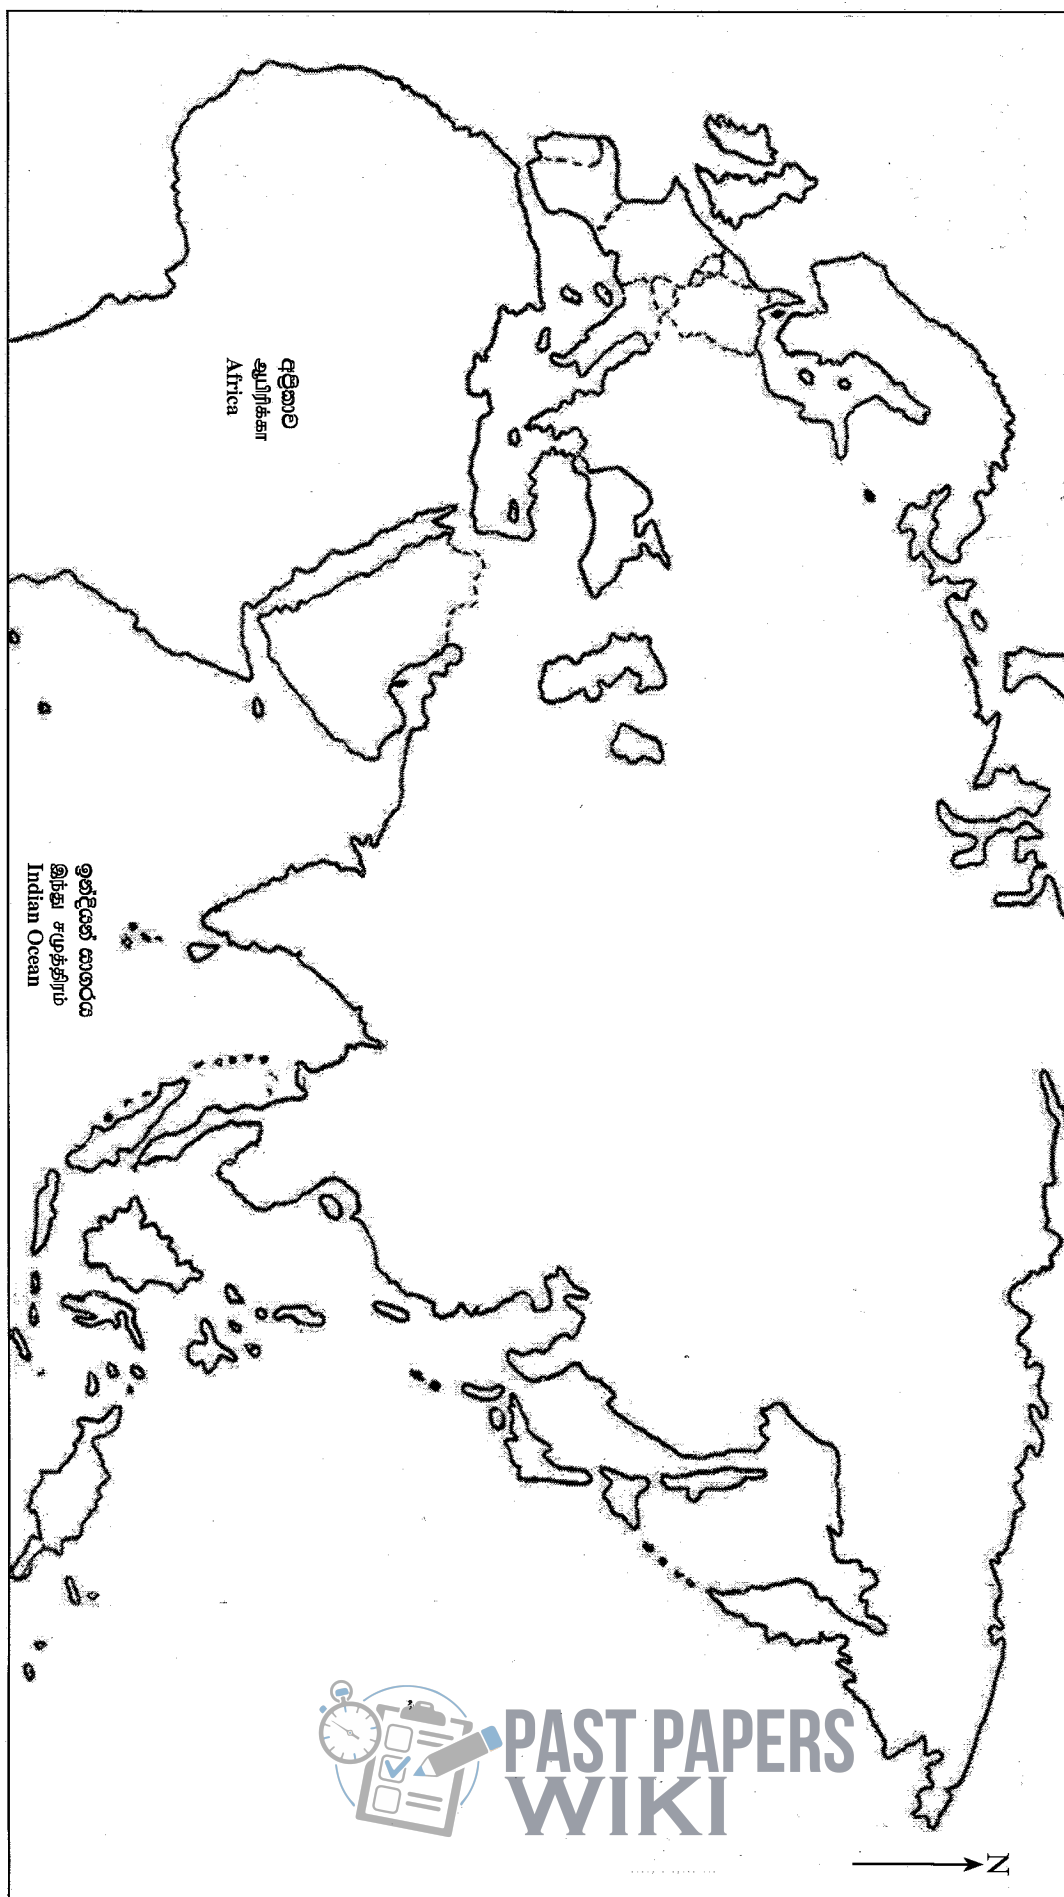 අප්‍රිකාව
ஆபிரிக்கா
Africa
ඉන්දියන් සාගරය
இந்து சமுத்திரம்
Indian Ocean
N
PAST PAPERS
WIKI